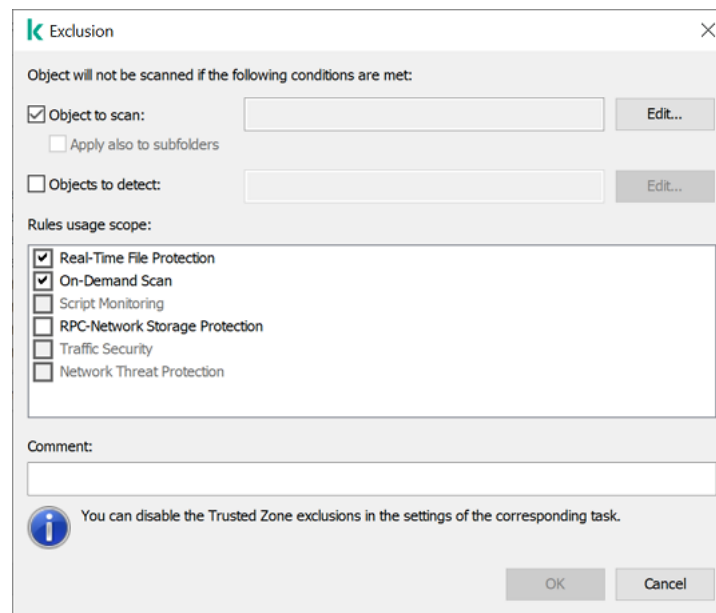 Exclusion
Object will not be scanned if the following conditions are met:
Object to scan:
Edit...
Apply also to subfolders
Objects to detect:
Edit...
Rules usage scope:
Real-Time File Protection
On-Demand Scan
Script Monitoring
RPC-Network Storage Protection
Traffic Security
Network Threat Protection
Comment:
You can disable the Trusted Zone exclusions in the settings of the corresponding task.
OK
Cancel